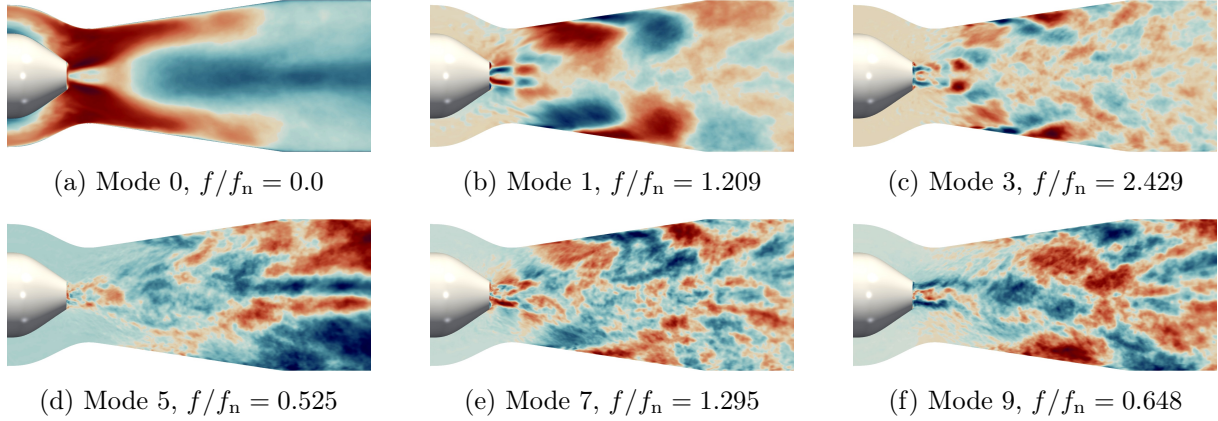 (a) Mode 0, f/fₙ = 0.0
(b) Mode 1, f/fₙ = 1.209
(c) Mode 3, f/fₙ = 2.429
(d) Mode 5, f/fₙ = 0.525
(e) Mode 7, f/fₙ = 1.295
(f) Mode 9, f/fₙ = 0.648